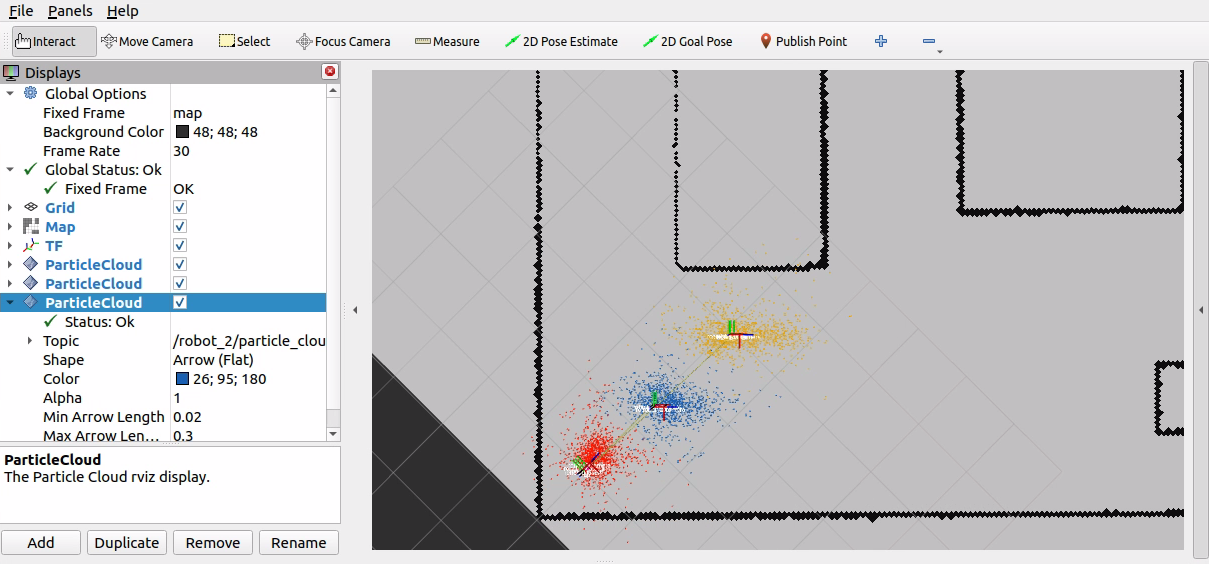 File Panels Help
Interact Move Camera Select Focus Camera Measure 2D Pose Estimate 2D Goal Pose Publish Point
Displays
Global Options
Fixed Frame map
Background Color 48; 48; 48
Frame Rate 30
Global Status: Ok
Fixed Frame OK
Grid
Map
TF
ParticleCloud
ParticleCloud
ParticleCloud
Status: Ok
Topic /robot_2/particle_clou
Shape Arrow (Flat)
Color 26; 95; 180
Alpha 1
Min Arrow Length 0.02
Max Arrow Len... 0.3
ParticleCloud
The Particle Cloud rviz display.
Add Duplicate Remove Rename